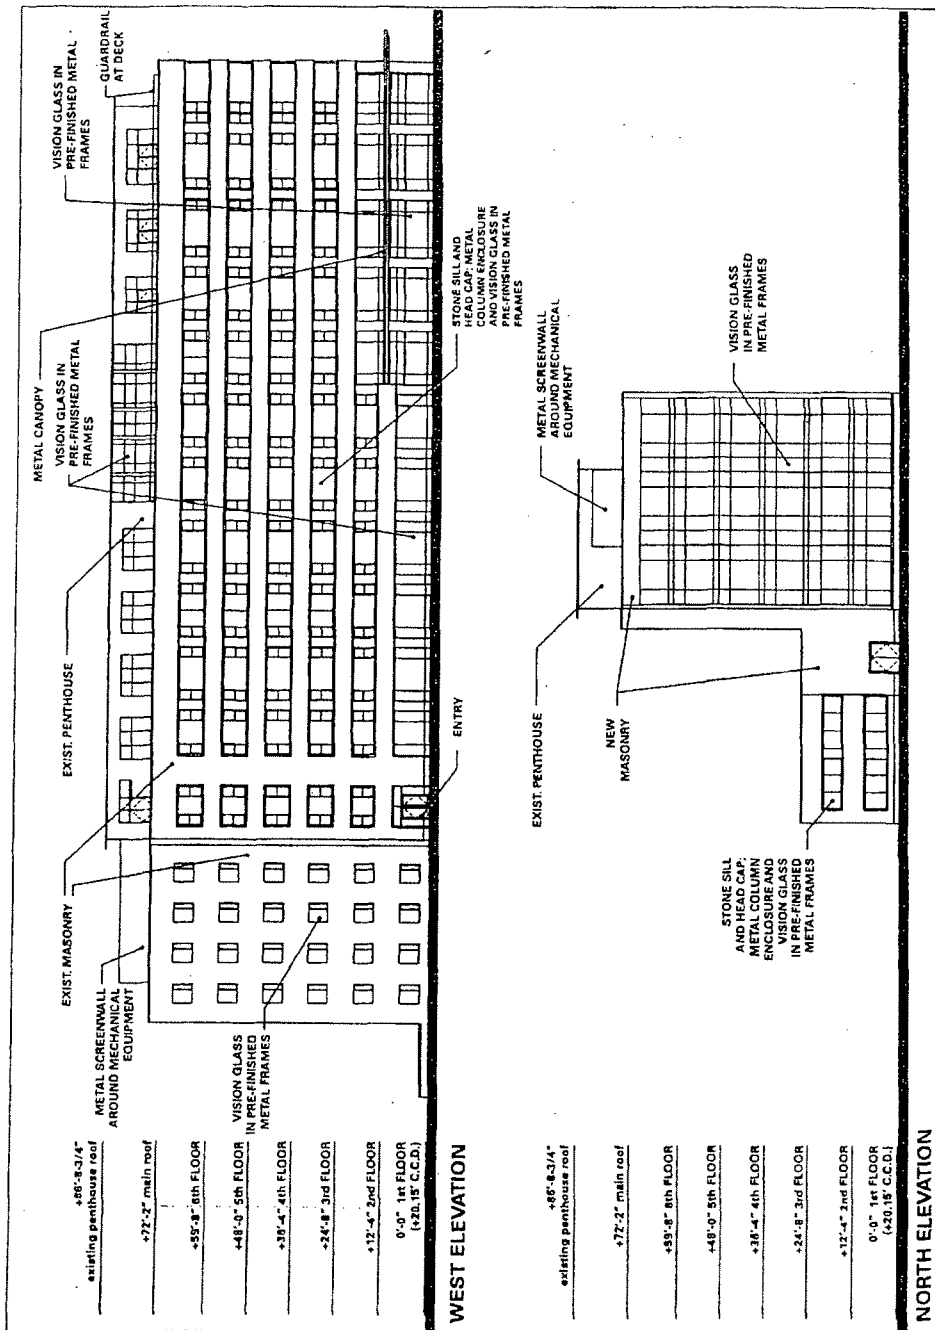 METAL CANOPY
VISION GLASS IN
PRE-FINISHED METAL
FRAMES
VISION GLASS IN
PRE-FINISHED METAL
FRAMES
GUARDRAIL
AT DECK
EXIST. PENTHOUSE
EXIST. MASONRY
METAL SCREENWALL
AROUND MECHANICAL
EQUIPMENT
VISION GLASS
IN PRE-FINISHED
METAL FRAMES
ENTRY
STONE SILL AND
HEAD CAP; METAL
COLUMN ENCLOSURE
AND VISION GLASS IN
PRE-FINISHED METAL
FRAMES
+86'-8-3/4"
existing penthouse roof
+72'-2" main roof
+59'-8" 6th FLOOR
+48'-0" 5th FLOOR
+36'-4" 4th FLOOR
+24'-8" 3rd FLOOR
+12'-4" 2nd FLOOR
0'-0" 1st FLOOR
(+20.15' C.C.D.)
WEST ELEVATION
METAL SCREENWALL
AROUND MECHANICAL
EQUIPMENT
VISION GLASS
IN PRE-FINISHED
METAL FRAMES
EXIST. PENTHOUSE
NEW
MASONRY
STONE SILL
AND HEAD CAP;
METAL COLUMN
ENCLOSURE AND
VISION GLASS
IN PRE-FINISHED
METAL FRAMES
+86'-8-3/4"
existing penthouse roof
+72'-2" main roof
+59'-8" 6th FLOOR
+48'-0" 5th FLOOR
+36'-4" 4th FLOOR
+24'-8" 3rd FLOOR
+12'-4" 2nd FLOOR
0'-0" 1st FLOOR
(+20.15' C.C.D.)
NORTH ELEVATION